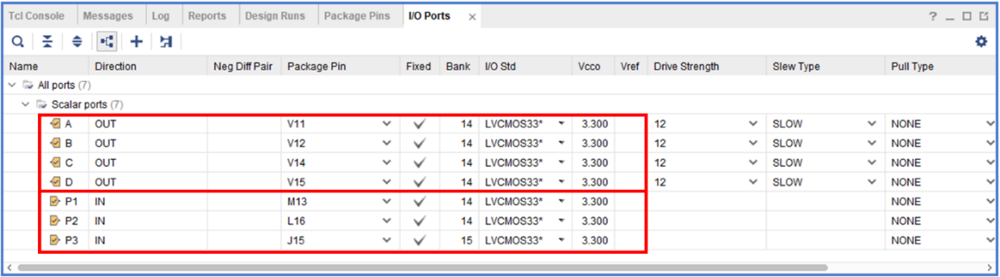 Tcl Console Messages Log Reports Design Runs Package Pins I/O Ports × ?
Name Direction Neg Diff Pair Package Pin Fixed Bank I/O Std Vcco Vref Drive Strength Slew Type Pull Type
All ports (7)
Scalar ports (7)
A OUT V11 14 LVCMOS33* 3.300 12 SLOW NONE
B OUT V12 14 LVCMOS33* 3.300 12 SLOW NONE
C OUT V14 14 LVCMOS33* 3.300 12 SLOW NONE
D OUT V15 14 LVCMOS33* 3.300 12 SLOW NONE
P1 IN M13 14 LVCMOS33* 3.300 NONE
P2 IN L16 14 LVCMOS33* 3.300 NONE
P3 IN J15 15 LVCMOS33* 3.300 NONE